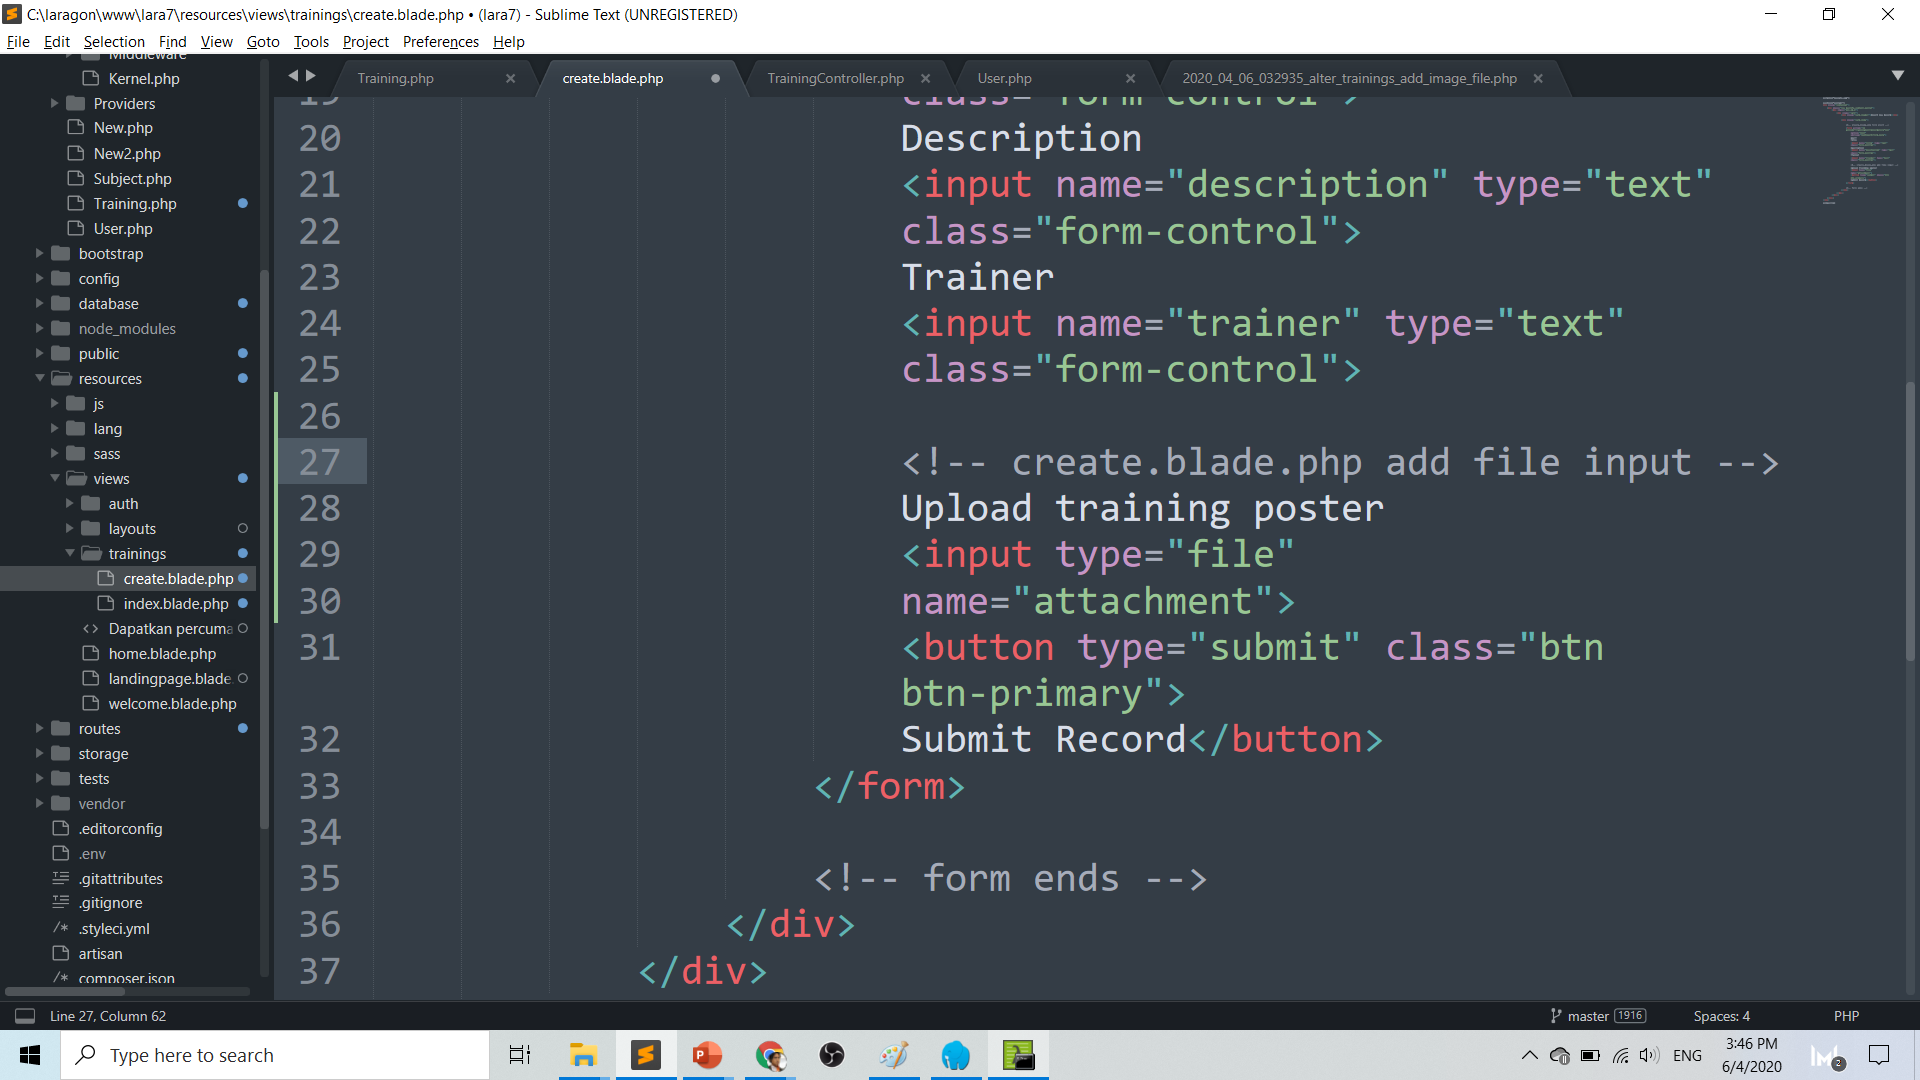 C:\laragon\www\lara7\resources\views\trainings\create.blade.php • (lara7) - Sublime Text (UNREGISTERED)
File Edit Selection Find View Goto Tools Project Preferences Help
Middleware
Kernel.php
Providers
New.php
New2.php
Subject.php
Training.php
User.php
bootstrap
config
database
node_modules
public
resources
js
lang
sass
views
auth
layouts
trainings
create.blade.php
index.blade.php
Dapatkan percuma
home.blade.php
landingpage.blade.
welcome.blade.php
routes
storage
tests
vendor
.editorconfig
.env
.gitattributes
.gitignore
.styleci.yml
artisan
composer.json
Training.php create.blade.php TrainingController.php User.php 2020_04_06_032935_alter_trainings_add_image_file.php
19 class="form-control">
20 Description
21 <input name="description" type="text"
22 class="form-control">
23 Trainer
24 <input name="trainer" type="text"
25 class="form-control">
26
27 <!-- create.blade.php add file input -->
28 Upload training poster
29 <input type="file"
30 name="attachment">
31 <button type="submit" class="btn
btn-primary">
32 Submit Record</button>
33 </form>
34
35 <!-- form ends -->
36 </div>
37 </div>
Line 27, Column 62 master 1916 Spaces: 4 PHP
Type here to search
ENG
3:46 PM
6/4/2020
2